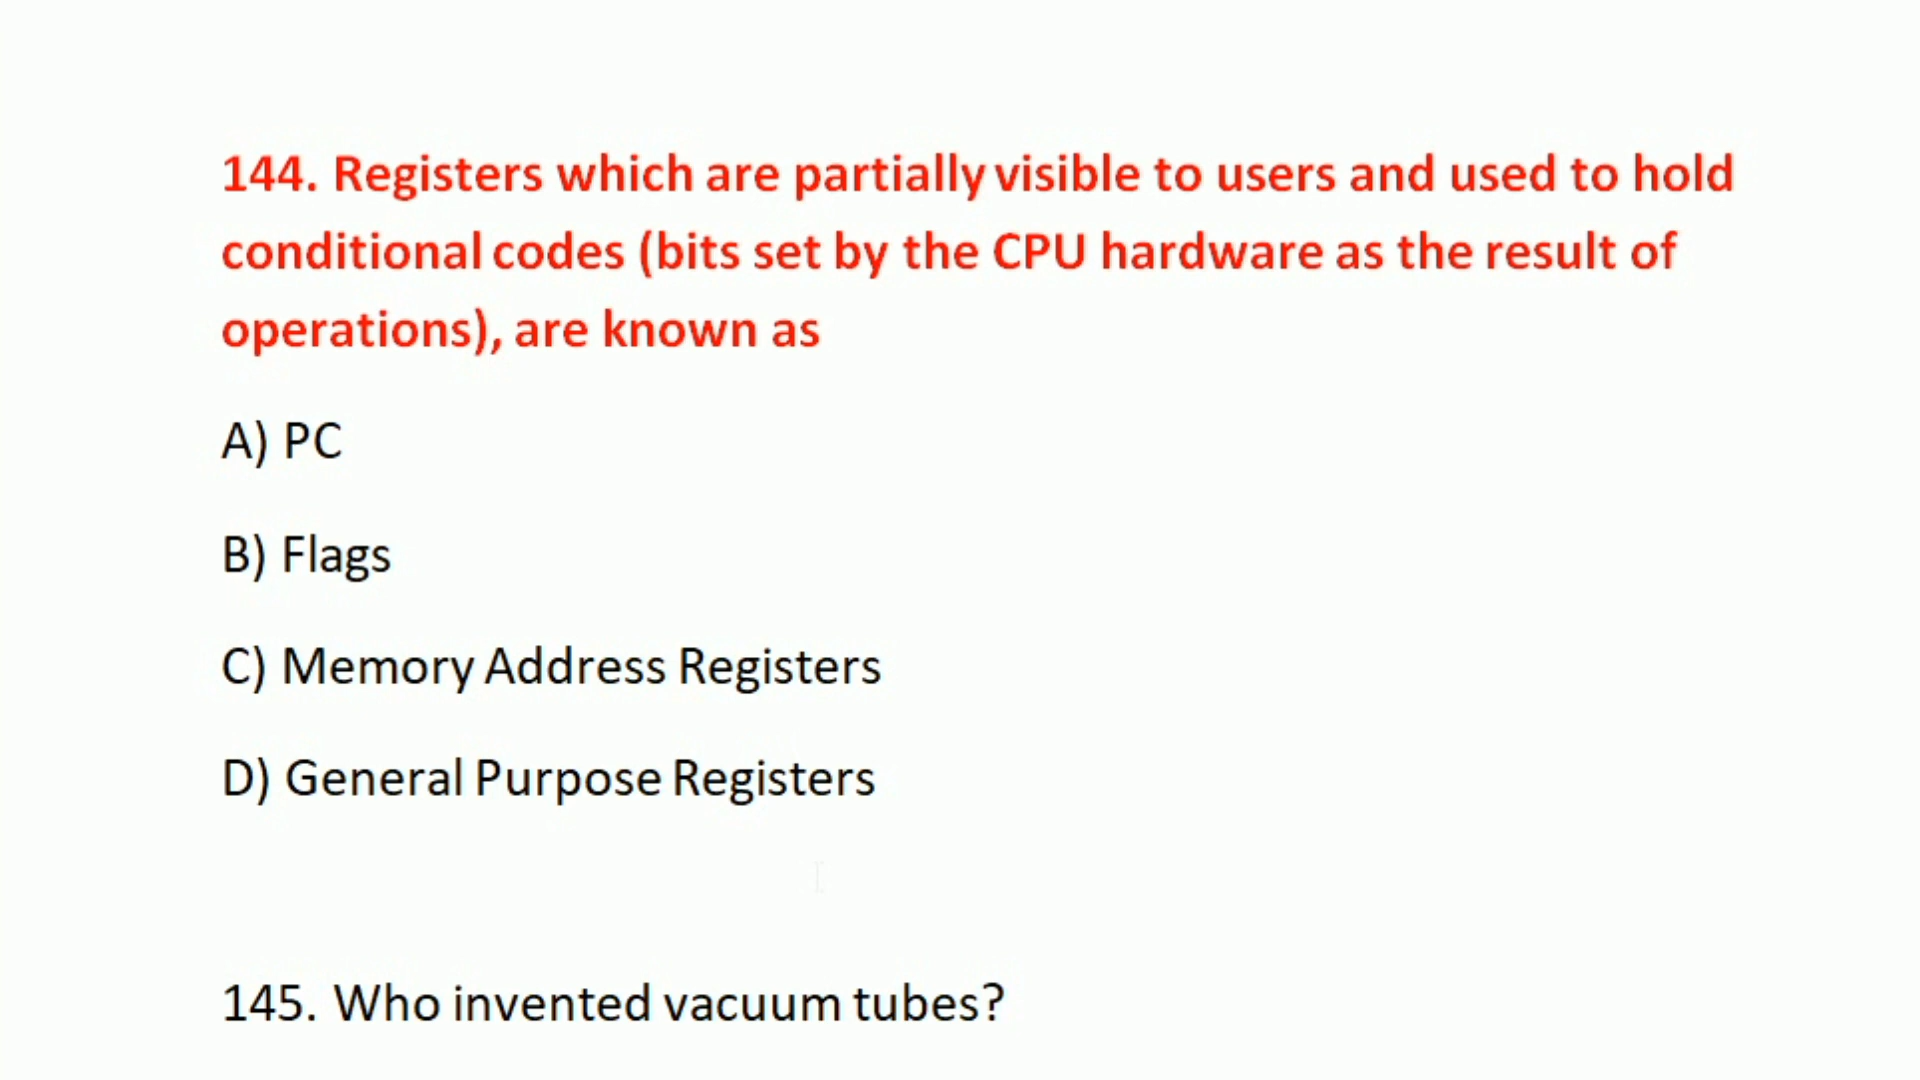 144. Registers which are partially visible to users and used to hold
conditional codes (bits set by the CPU hardware as the result of
operations), are known as
A) PC
B) Flags
C) Memory Address Registers
D) General Purpose Registers
145. Who invented vacuum tubes?